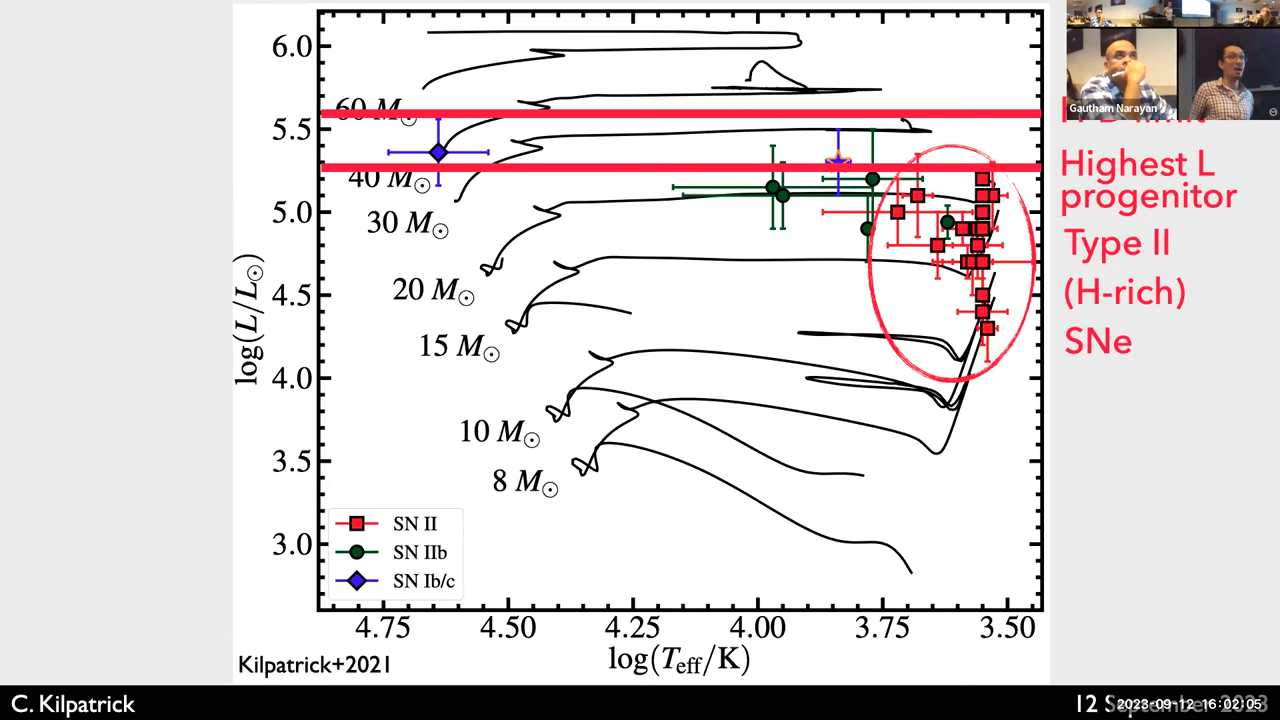 6.0
5.5
5.0
4.5
4.0
3.5
3.0
log(L/L☉)
60 M☉
40 M☉
30 M☉
20 M☉
15 M☉
10 M☉
8 M☉
SN II
SN IIb
SN Ib/c
4.75 4.50 4.25 4.00 3.75 3.50
log(Teff/K)
Kilpatrick+2021
Gautham Narayan
Highest L
progenitor
Type II
(H-rich)
SNe
C. Kilpatrick
12 September 2023
2023-09-12 16:02:05